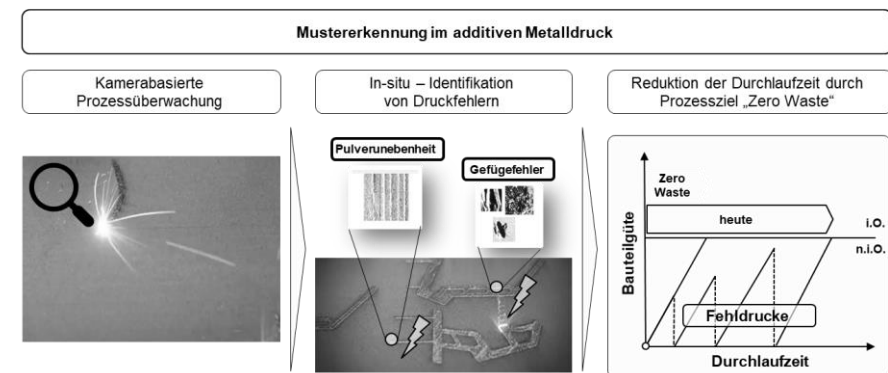 Mustererkennung im additiven Metalldruck
Kamerabasierte
Prozessüberwachung
In-situ – Identifikation
von Druckfehlern
Reduktion der Durchlaufzeit durch
Prozessziel „Zero Waste“
Pulverunebenheit
Gefügefehler
Zero
Waste
heute
i.O.
n.i.O.
Bauteilgüte
Fehldrucke
Durchlaufzeit